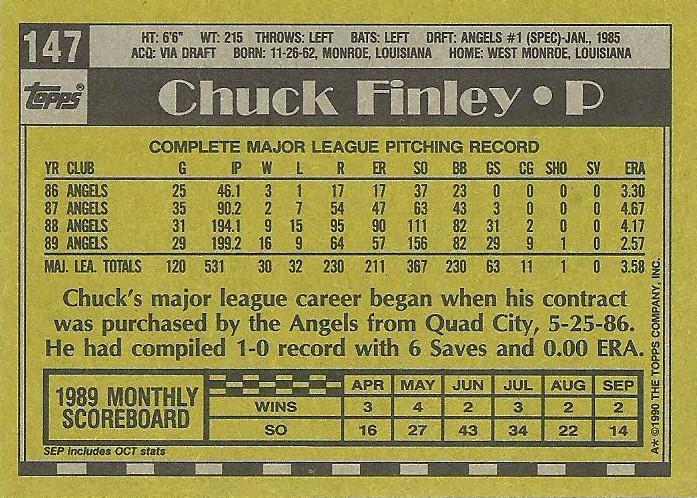 147
HT: 6'6" WT: 215 THROWS: LEFT BATS: LEFT DRFT: ANGELS #1 (SPEC)-JAN., 1985
ACQ: VIA DRAFT BORN: 11-26-62, MONROE, LOUISIANA HOME: WEST MONROE, LOUISIANA
TOPPS
Chuck Finley • P
COMPLETE MAJOR LEAGUE PITCHING RECORD
YR CLUB G IP W L R ER SO BB GS CG SHO SV ERA
86 ANGELS 25 46.1 3 1 17 17 37 23 0 0 0 0 3.30
87 ANGELS 35 90.2 2 7 54 47 63 43 3 0 0 0 4.67
88 ANGELS 31 194.1 9 15 95 90 111 82 31 2 0 0 4.17
89 ANGELS 29 199.2 16 9 64 57 156 82 29 9 1 0 2.57
MAJ. LEA. TOTALS 120 531 30 32 230 211 367 230 63 11 1 0 3.58
Chuck's major league career began when his contract
was purchased by the Angels from Quad City, 5-25-86.
He had compiled 1-0 record with 6 Saves and 0.00 ERA.
1989 MONTHLY
SCOREBOARD
APR MAY JUN JUL AUG SEP
WINS 3 4 2 3 2 2
SO 16 27 43 34 22 14
SEP includes OCT stats
A* ©1990 THE TOPPS COMPANY, INC.